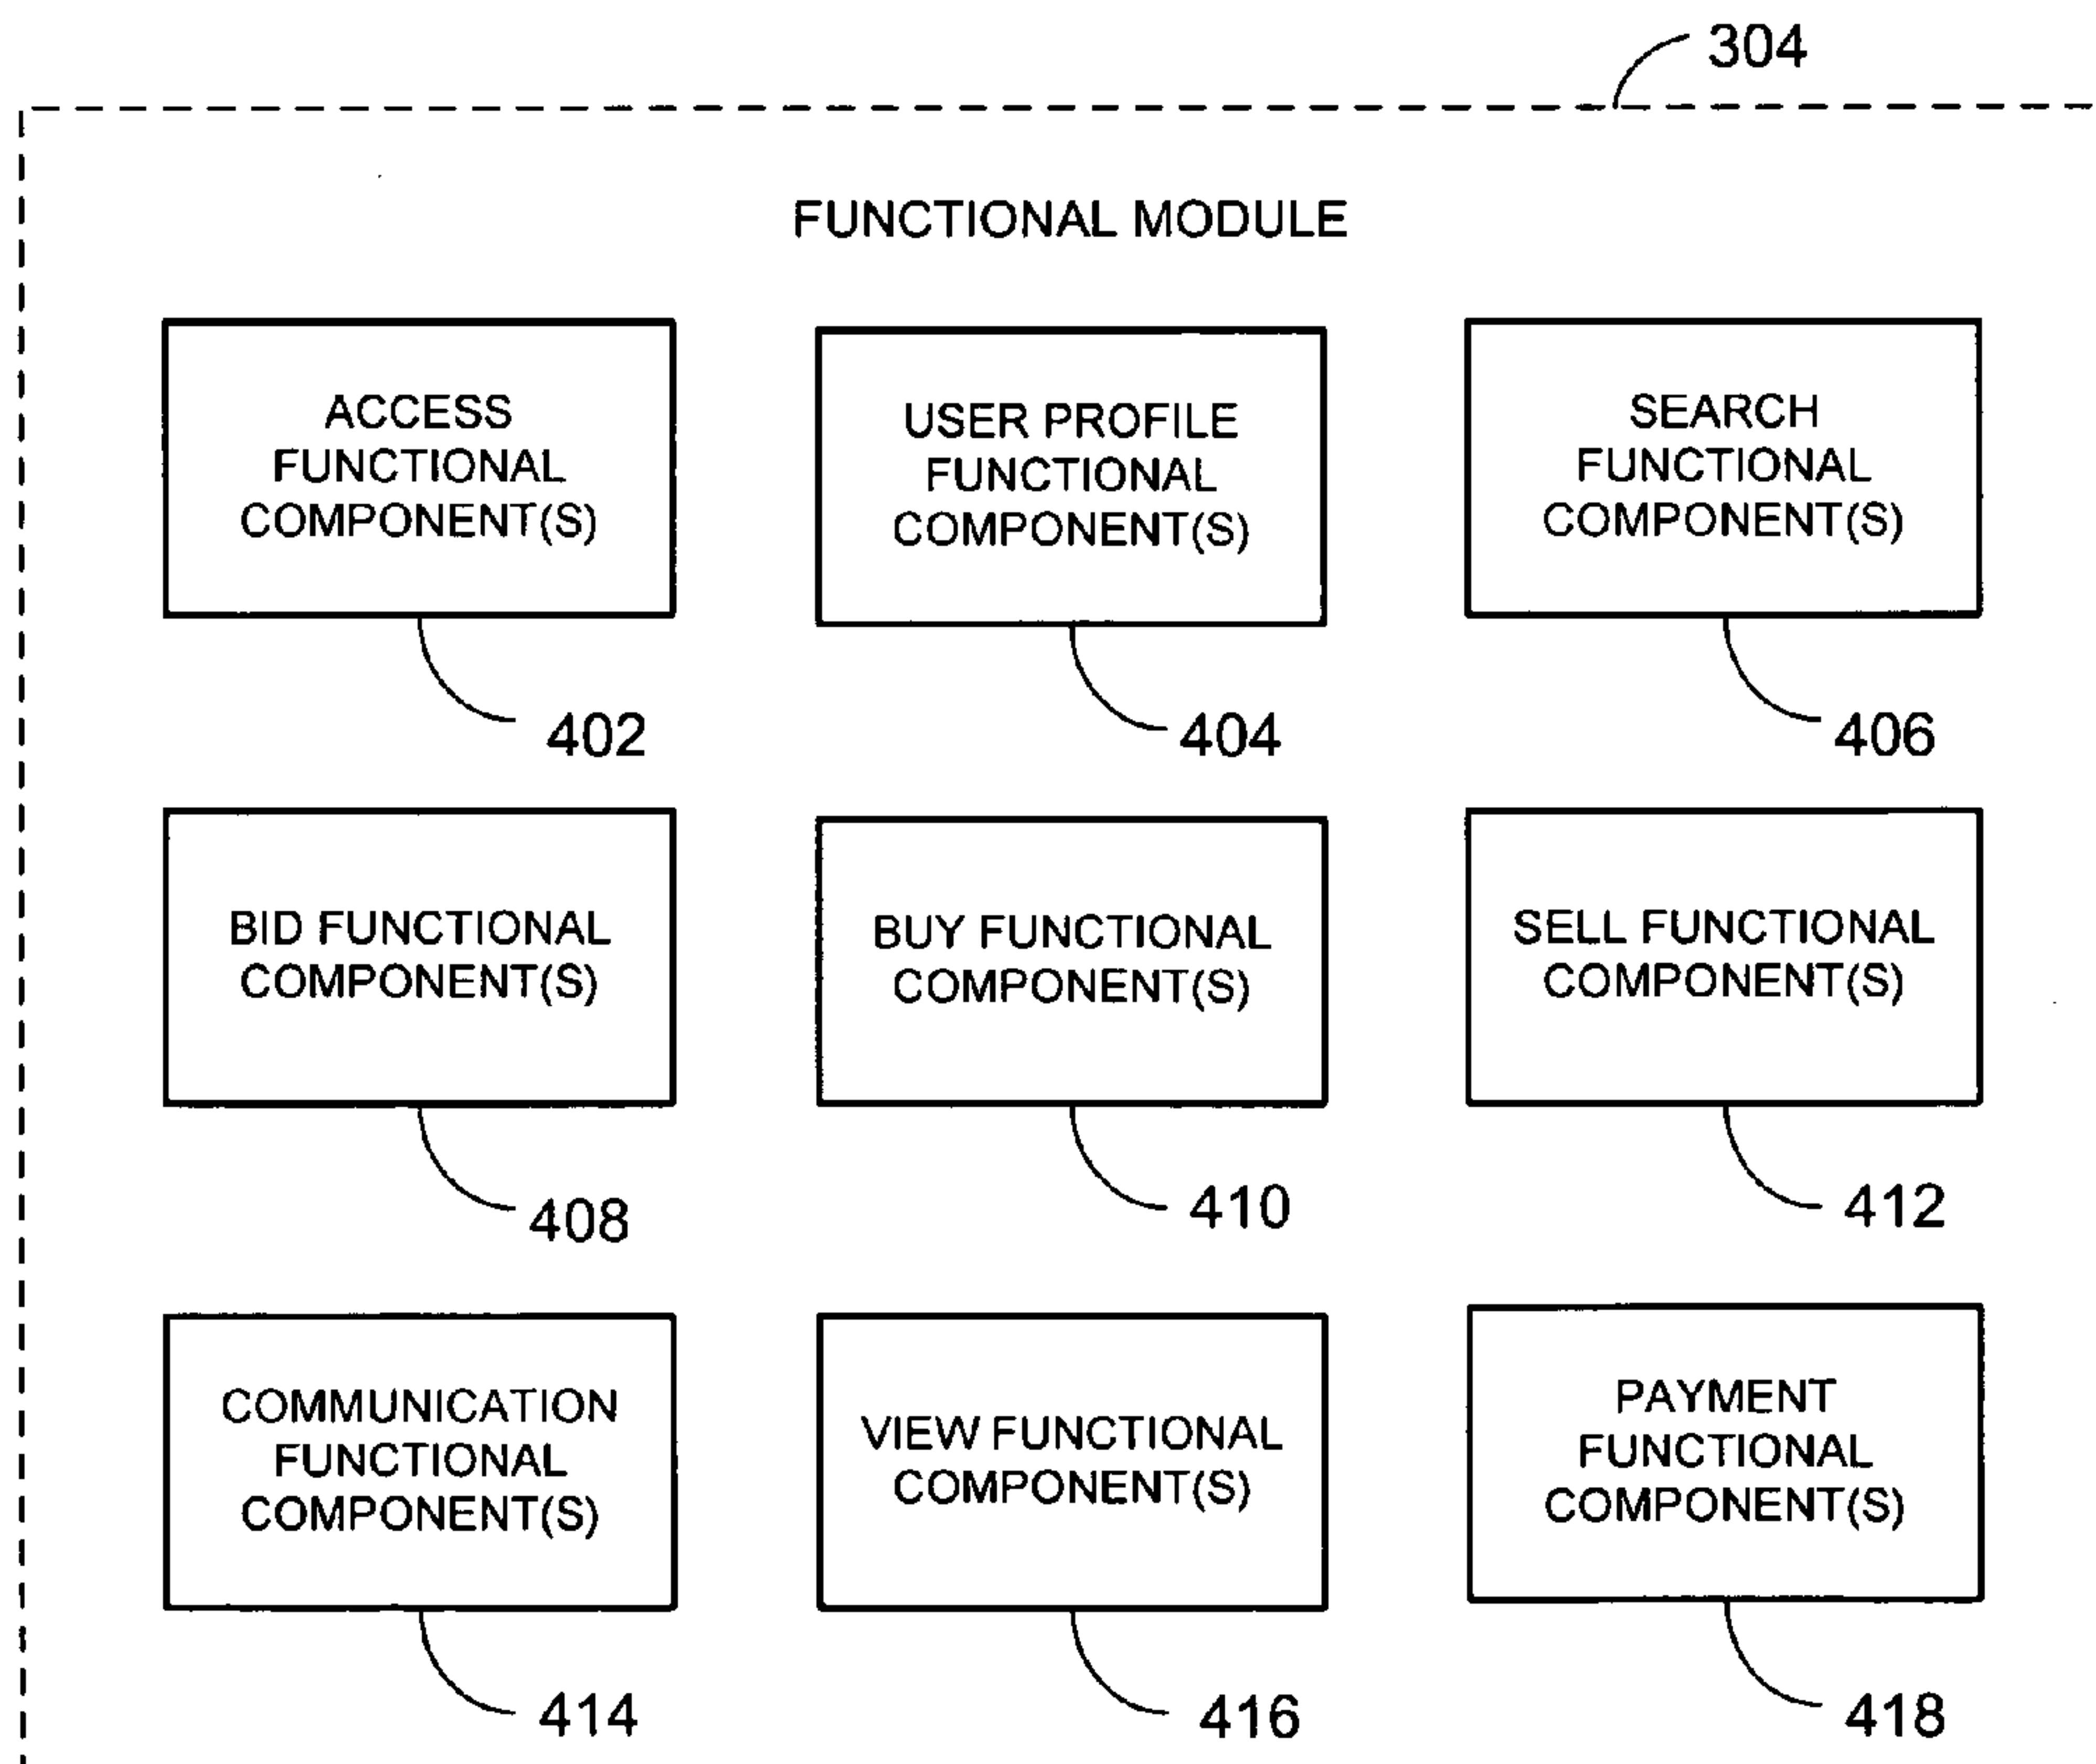 304
FUNCTIONAL MODULE
ACCESS
FUNCTIONAL
COMPONENT(S)
402
USER PROFILE
FUNCTIONAL
COMPONENT(S)
404
SEARCH
FUNCTIONAL
COMPONENT(S)
406
BID FUNCTIONAL
COMPONENT(S)
408
BUY FUNCTIONAL
COMPONENT(S)
410
SELL FUNCTIONAL
COMPONENT(S)
412
COMMUNICATION
FUNCTIONAL
COMPONENT(S)
414
VIEW FUNCTIONAL
COMPONENT(S)
416
PAYMENT
FUNCTIONAL
COMPONENT(S)
418